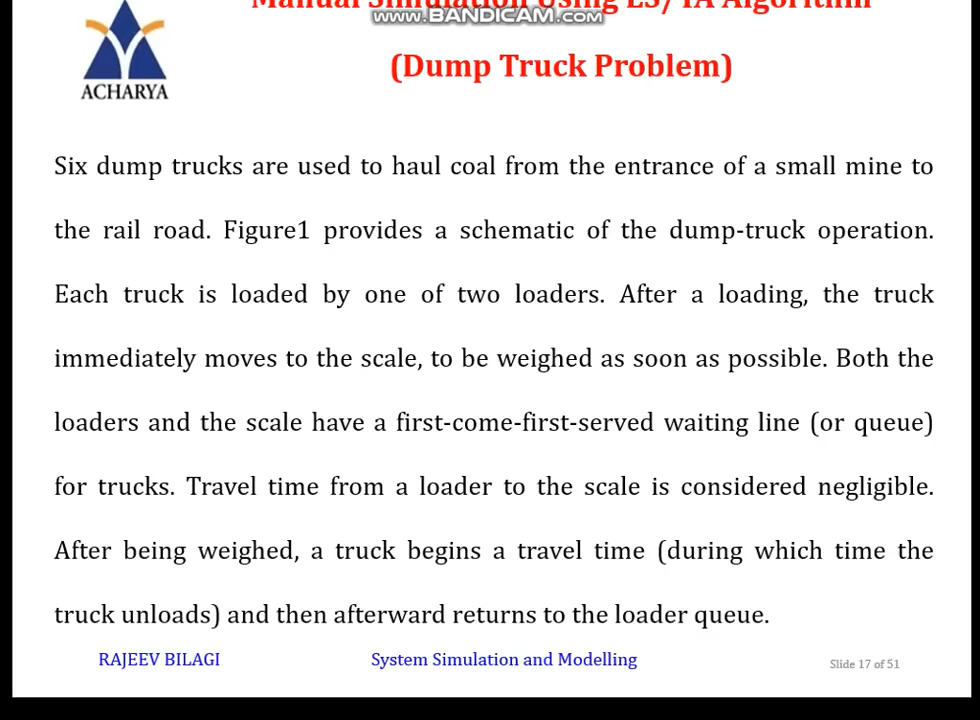 Manual Simulation Using ES/TA Algorithm
www.BANDICAM.com
(Dump Truck Problem)
ACHARYA
Six dump trucks are used to haul coal from the entrance of a small mine to
the rail road. Figure1 provides a schematic of the dump-truck operation.
Each truck is loaded by one of two loaders. After a loading, the truck
immediately moves to the scale, to be weighed as soon as possible. Both the
loaders and the scale have a first-come-first-served waiting line (or queue)
for trucks. Travel time from a loader to the scale is considered negligible.
After being weighed, a truck begins a travel time (during which time the
truck unloads) and then afterward returns to the loader queue.
RAJEEV BILAGI
System Simulation and Modelling
Slide 17 of 51